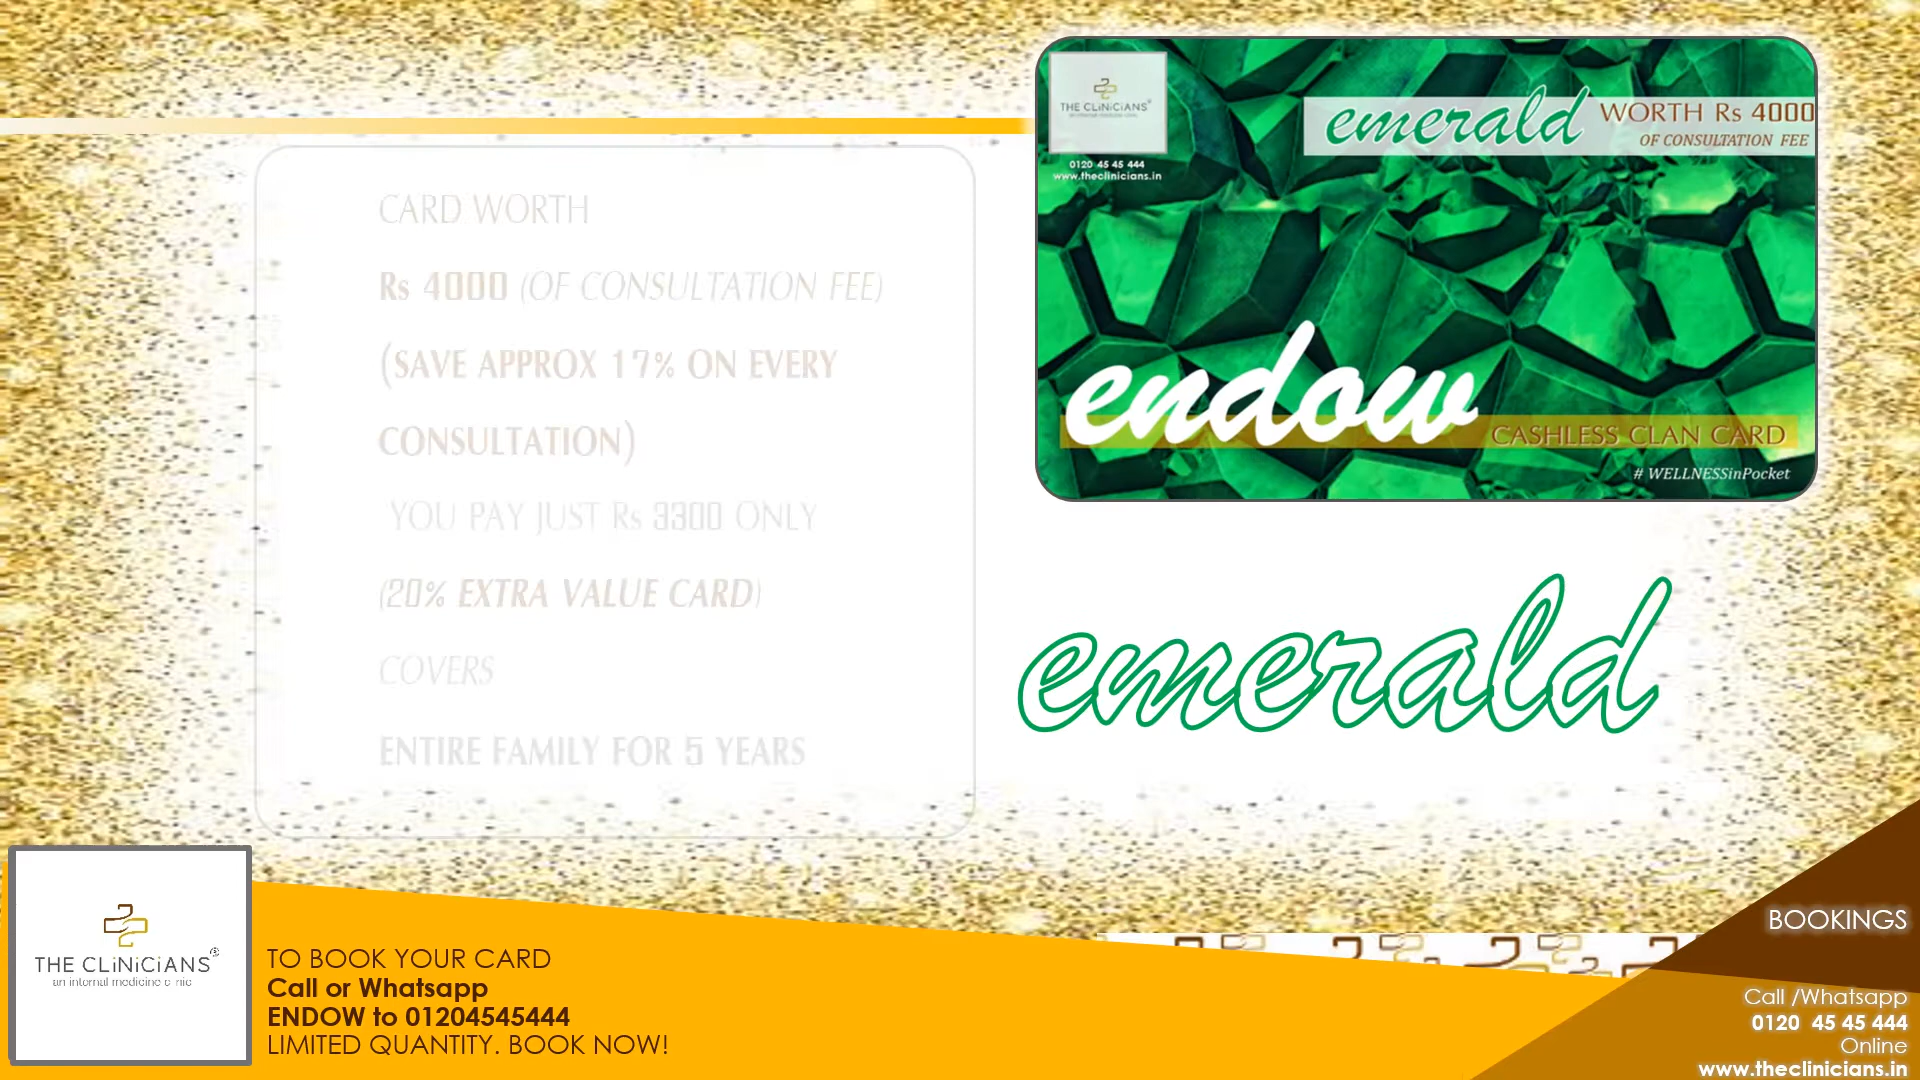 THE CLiNiCiANS®
0120 45 45 444
www.theclinicians.in
emerald WORTH Rs 4000
OF CONSULTATION FEE
endow CASHLESS CLAN CARD
# WELLNESSinPocket
CARD WORTH
Rs 4000 (OF CONSULTATION FEE)
(SAVE APPROX 17% ON EVERY
CONSULTATION)
YOU PAY JUST Rs 3300 ONLY
(20% EXTRA VALUE CARD)
COVERS
ENTIRE FAMILY FOR 5 YEARS
emerald
THE CLiNiCiANS®
an internal medicine clinic
TO BOOK YOUR CARD
Call or Whatsapp
ENDOW to 01204545444
LIMITED QUANTITY. BOOK NOW!
BOOKINGS
Call /Whatsapp
0120 45 45 444
Online
www.theclinicians.in